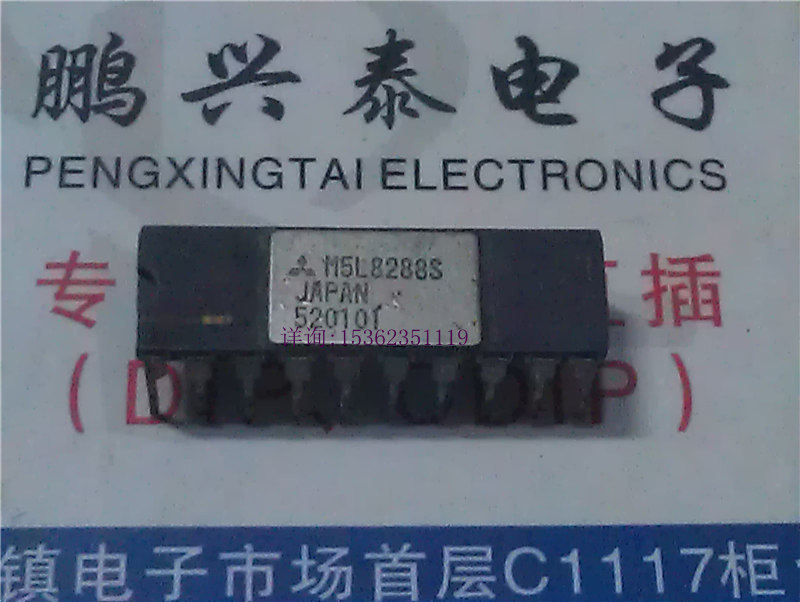 鹏兴泰电子
PENGXINGTAI ELECTRONICS
M5L8288S
JAPAN
520101
详询:15362351119
专 插
(D DIP)
镇电子市场首层C1117柜